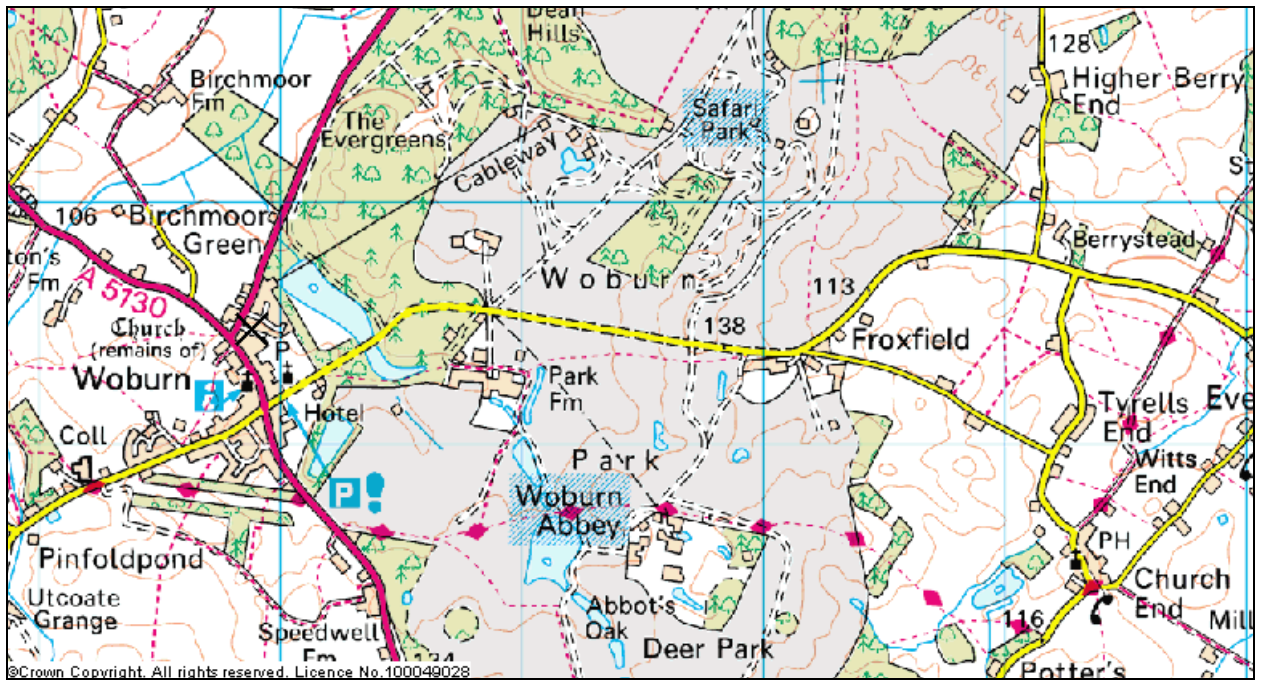 Dean
Hills
128
Birchmoor
Fm
Higher Berry
End
The
Evergreens
Safari
Park
Cableway
130
106
Birchmoor
Green
ton's
Fm
Berrystead
A 5130
Woburn
113
138
Church
(remains of)
P
Froxfield
Woburn
Park
Fm
Hotel
Tyrells
End
Eve
Coll
Park
Witts
End
P
Woburn
Abbey
PH
Pinfoldpond
Church
End
Utcoate
Grange
Abbot's
Oak
116
Mill
Speedwell
Fm
134
Deer Park
Potter's
©Crown Copyright. All rights reserved. Licence No.100049028